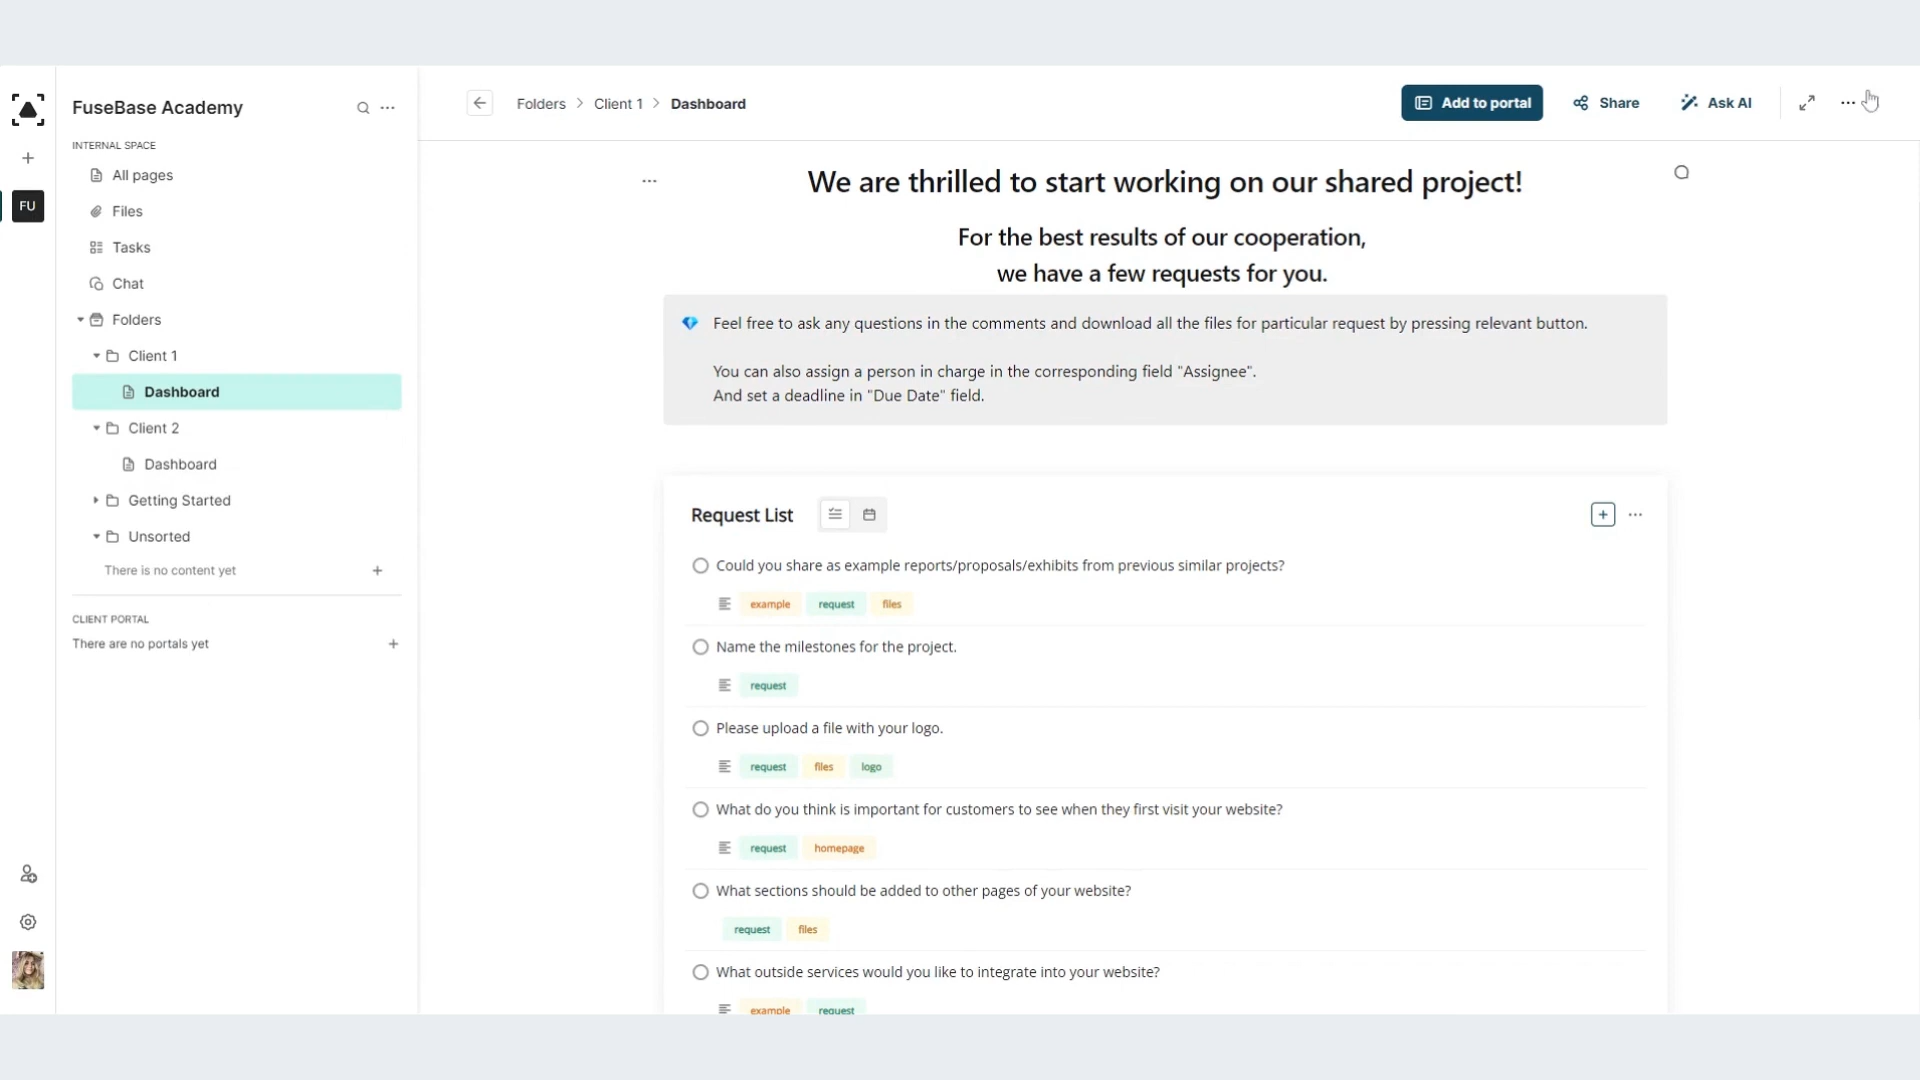 FuseBase Academy
INTERNAL SPACE
All pages
FU
Files
Tasks
Chat
Folders
Client 1
Dashboard
Client 2
Dashboard
Getting Started
Unsorted
There is no content yet
CLIENT PORTAL
There are no portals yet
Folders > Client 1 > Dashboard
Add to portal
Share
Ask AI
We are thrilled to start working on our shared project!
For the best results of our cooperation,
we have a few requests for you.
Feel free to ask any questions in the comments and download all the files for particular request by pressing relevant button.
You can also assign a person in charge in the corresponding field "Assignee".
And set a deadline in "Due Date" field.
Request List
Could you share as example reports/proposals/exhibits from previous similar projects?
example request files
Name the milestones for the project.
request
Please upload a file with your logo.
request files logo
What do you think is important for customers to see when they first visit your website?
request homepage
What sections should be added to other pages of your website?
request files
What outside services would you like to integrate into your website?
example request